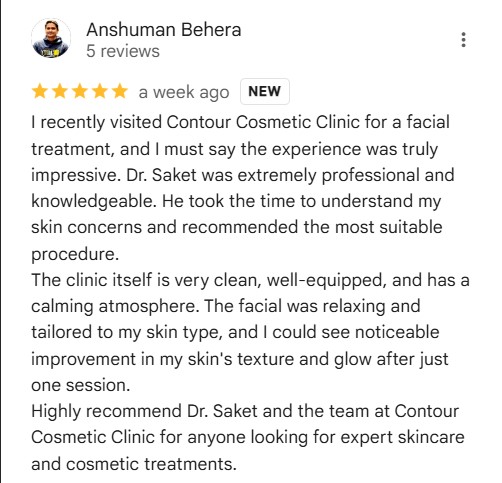 Anshuman Behera
5 reviews
a week ago NEW
I recently visited Contour Cosmetic Clinic for a facial
treatment, and I must say the experience was truly
impressive. Dr. Saket was extremely professional and
knowledgeable. He took the time to understand my
skin concerns and recommended the most suitable
procedure.
The clinic itself is very clean, well-equipped, and has a
calming atmosphere. The facial was relaxing and
tailored to my skin type, and I could see noticeable
improvement in my skin's texture and glow after just
one session.
Highly recommend Dr. Saket and the team at Contour
Cosmetic Clinic for anyone looking for expert skincare
and cosmetic treatments.